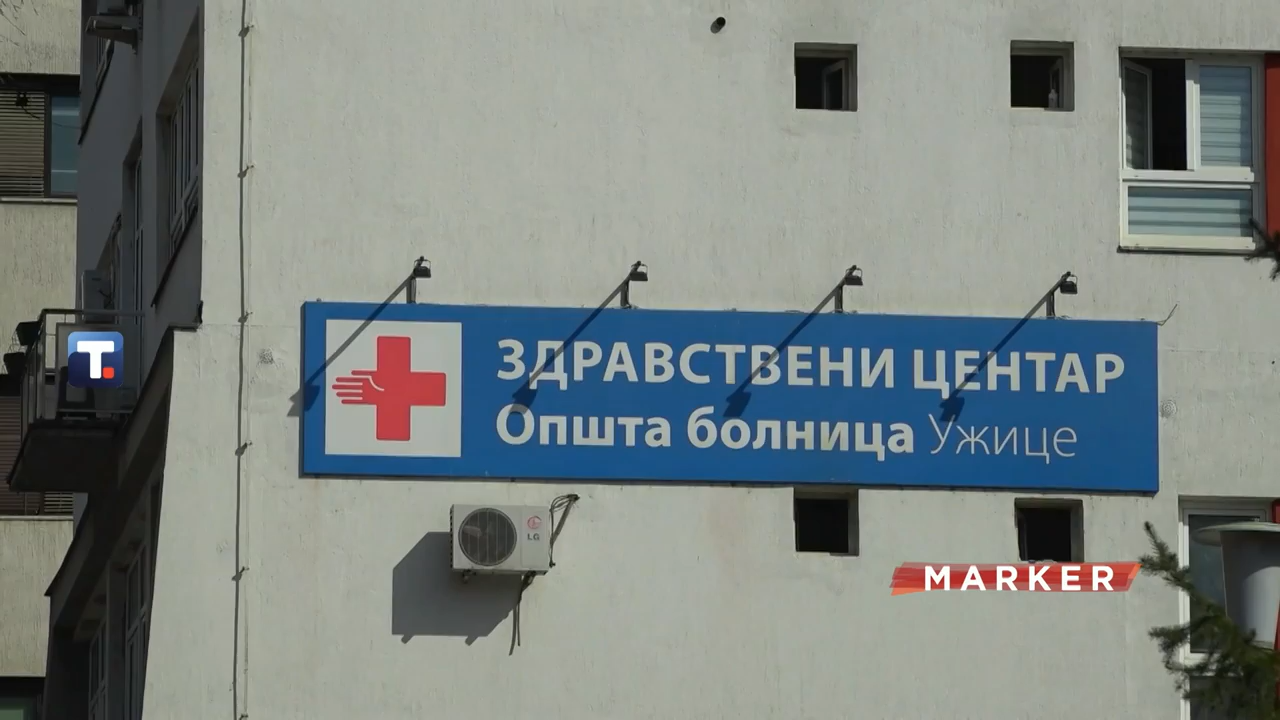 T.
ЗДРАВСТВЕНИ ЦЕНТАР
Општа болница Ужице
LG
MARKER